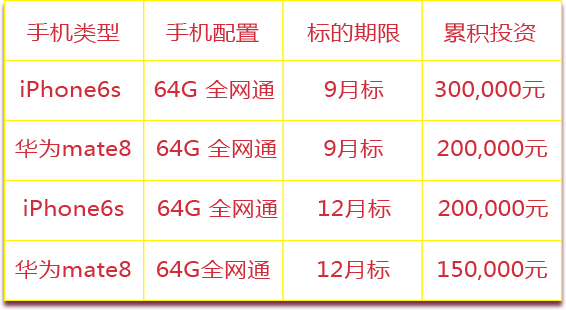 手机类型 手机配置 标的期限 累积投资
iPhone6s 64G 全网通 9月标 300,000元
华为mate8 64G 全网通 9月标 200,000元
iPhone6s 64G 全网通 12月标 200,000元
华为mate8 64G全网通 12月标 150,000元